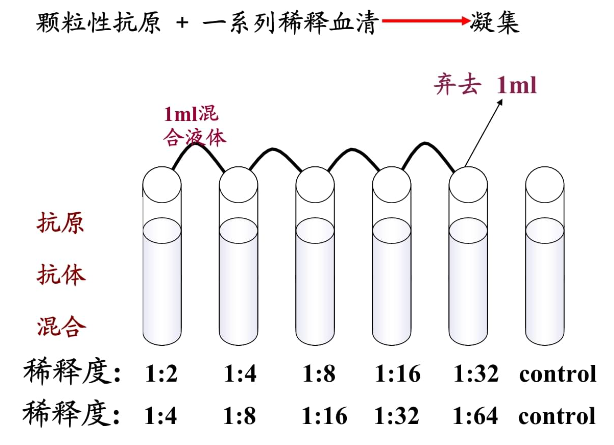 颗粒性抗原 + 一系列稀释血清 凝集
弃去 1ml
1ml混
合液体
抗原
抗体
混合
稀释度: 1:2 1:4 1:8 1:16 1:32 control
稀释度: 1:4 1:8 1:16 1:32 1:64 control